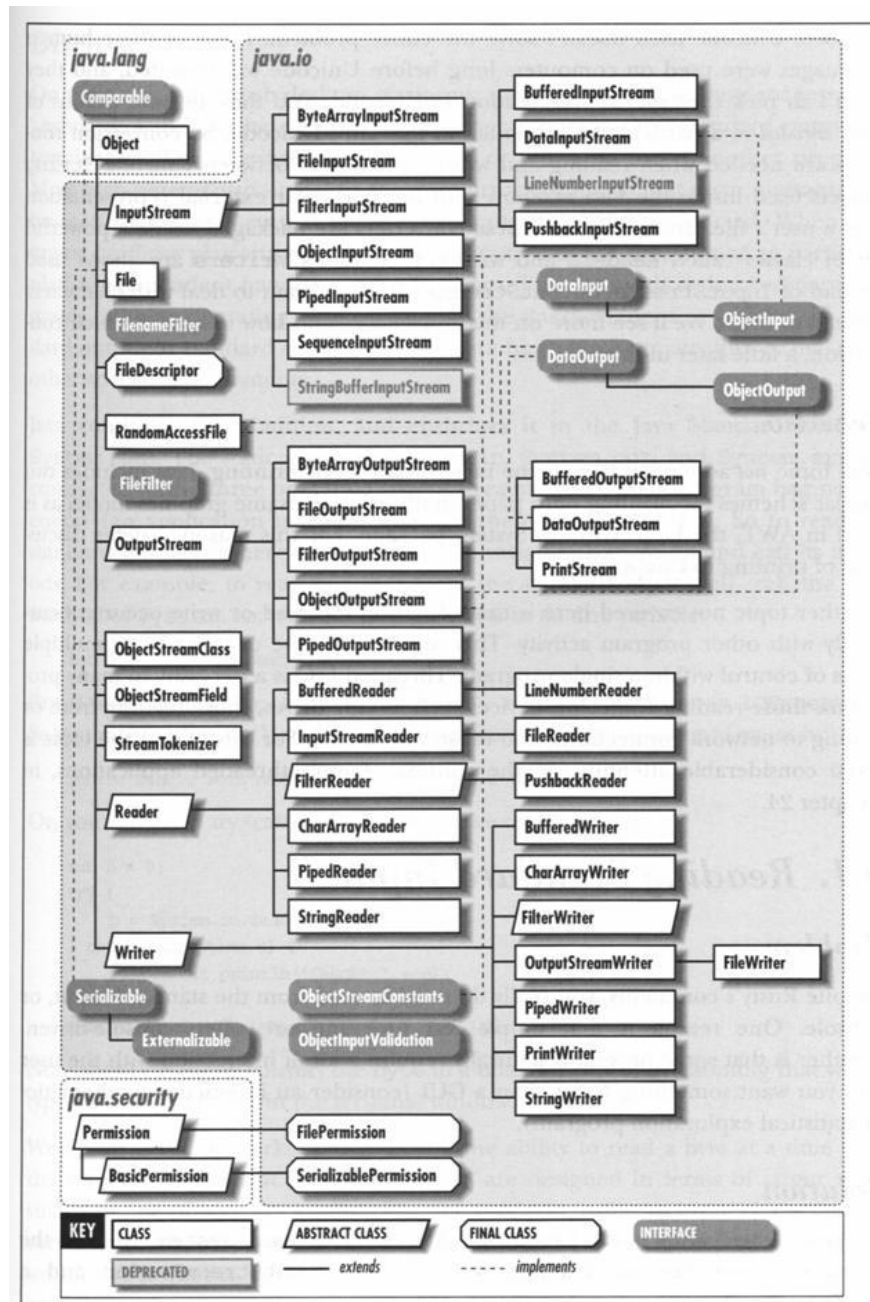 java.lang
Comparable
Object
java.io
InputStream
File
FilenameFilter
FileDescriptor
RandomAccessFile
FileFilter
OutputStream
ObjectStreamClass
ObjectStreamField
StreamTokenizer
Reader
Writer
Serializable
Externalizable
ByteArrayInputStream
FileInputStream
FilterInputStream
ObjectInputStream
PipedInputStream
SequenceInputStream
StringBufferInputStream
BufferedInputStream
DataInputStream
LineNumberInputStream
PushbackInputStream
DataInput
ObjectInput
DataOutput
ObjectOutput
ByteArrayOutputStream
FileOutputStream
FilterOutputStream
ObjectOutputStream
PipedOutputStream
BufferedOutputStream
DataOutputStream
PrintStream
BufferedReader
InputStreamReader
FilterReader
CharArrayReader
PipedReader
StringReader
LineNumberReader
FileReader
PushbackReader
BufferedWriter
CharArrayWriter
FilterWriter
OutputStreamWriter
FileWriter
PipedWriter
PrintWriter
StringWriter
ObjectStreamConstants
ObjectInputValidation
java.security
Permission
BasicPermission
FilePermission
SerializablePermission
KEY
CLASS
ABSTRACT CLASS
FINAL CLASS
INTERFACE
DEPRECATED
extends
implements